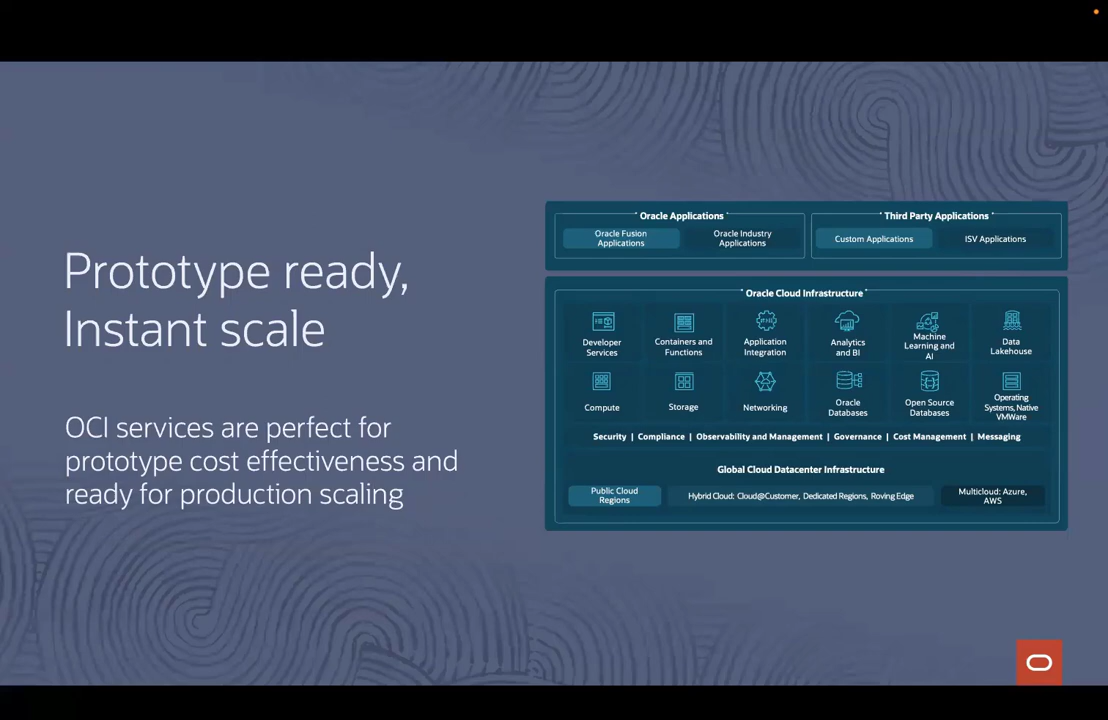 Prototype ready,
Instant scale
OCI services are perfect for
prototype cost effectiveness and
ready for production scaling
Oracle Applications
Oracle Fusion
Applications
Oracle Industry
Applications
Third Party Applications
Custom Applications
ISV Applications
Oracle Cloud Infrastructure
Developer
Services
Containers and
Functions
Application
Integration
Analytics
and BI
Machine
Learning and
AI
Data
Lakehouse
Compute
Storage
Networking
Oracle
Databases
Open Source
Databases
Operating
Systems, Native
VMWare
Security | Compliance | Observability and Management | Governance | Cost Management | Messaging
Global Cloud Datacenter Infrastructure
Public Cloud
Regions
Hybrid Cloud: Cloud@Customer, Dedicated Regions, Roving Edge
Multicloud: Azure,
AWS